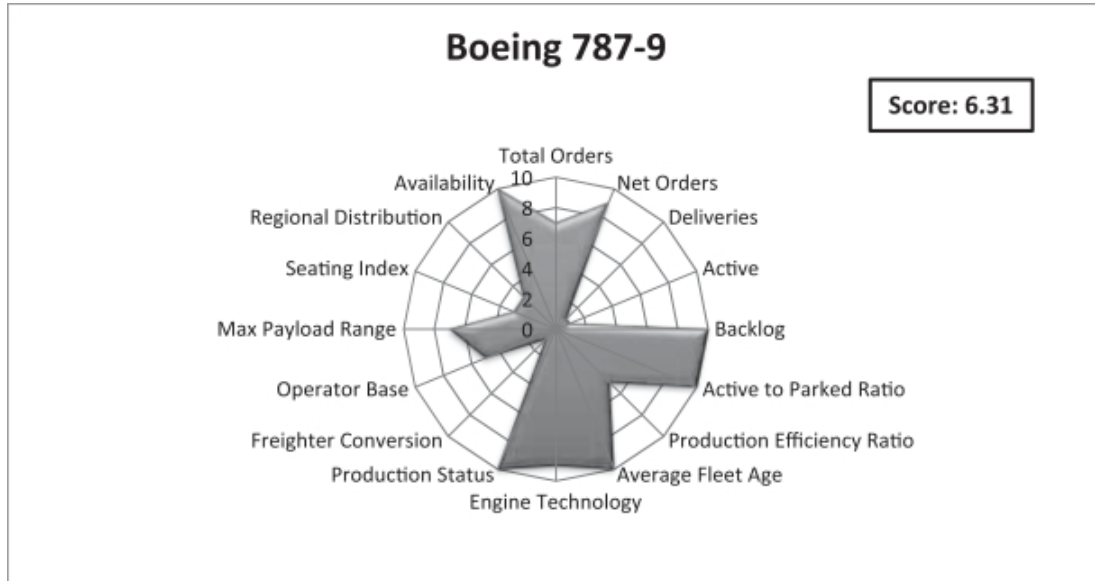 Boeing 787-9
Score: 6.31
Total Orders
Availability 10 Net Orders
Regional Distribution 8 Deliveries
6
Seating Index 4 Active
2
Max Payload Range 0 Backlog
Operator Base Active to Parked Ratio
Freighter Conversion Production Efficiency Ratio
Production Status Average Fleet Age
Engine Technology